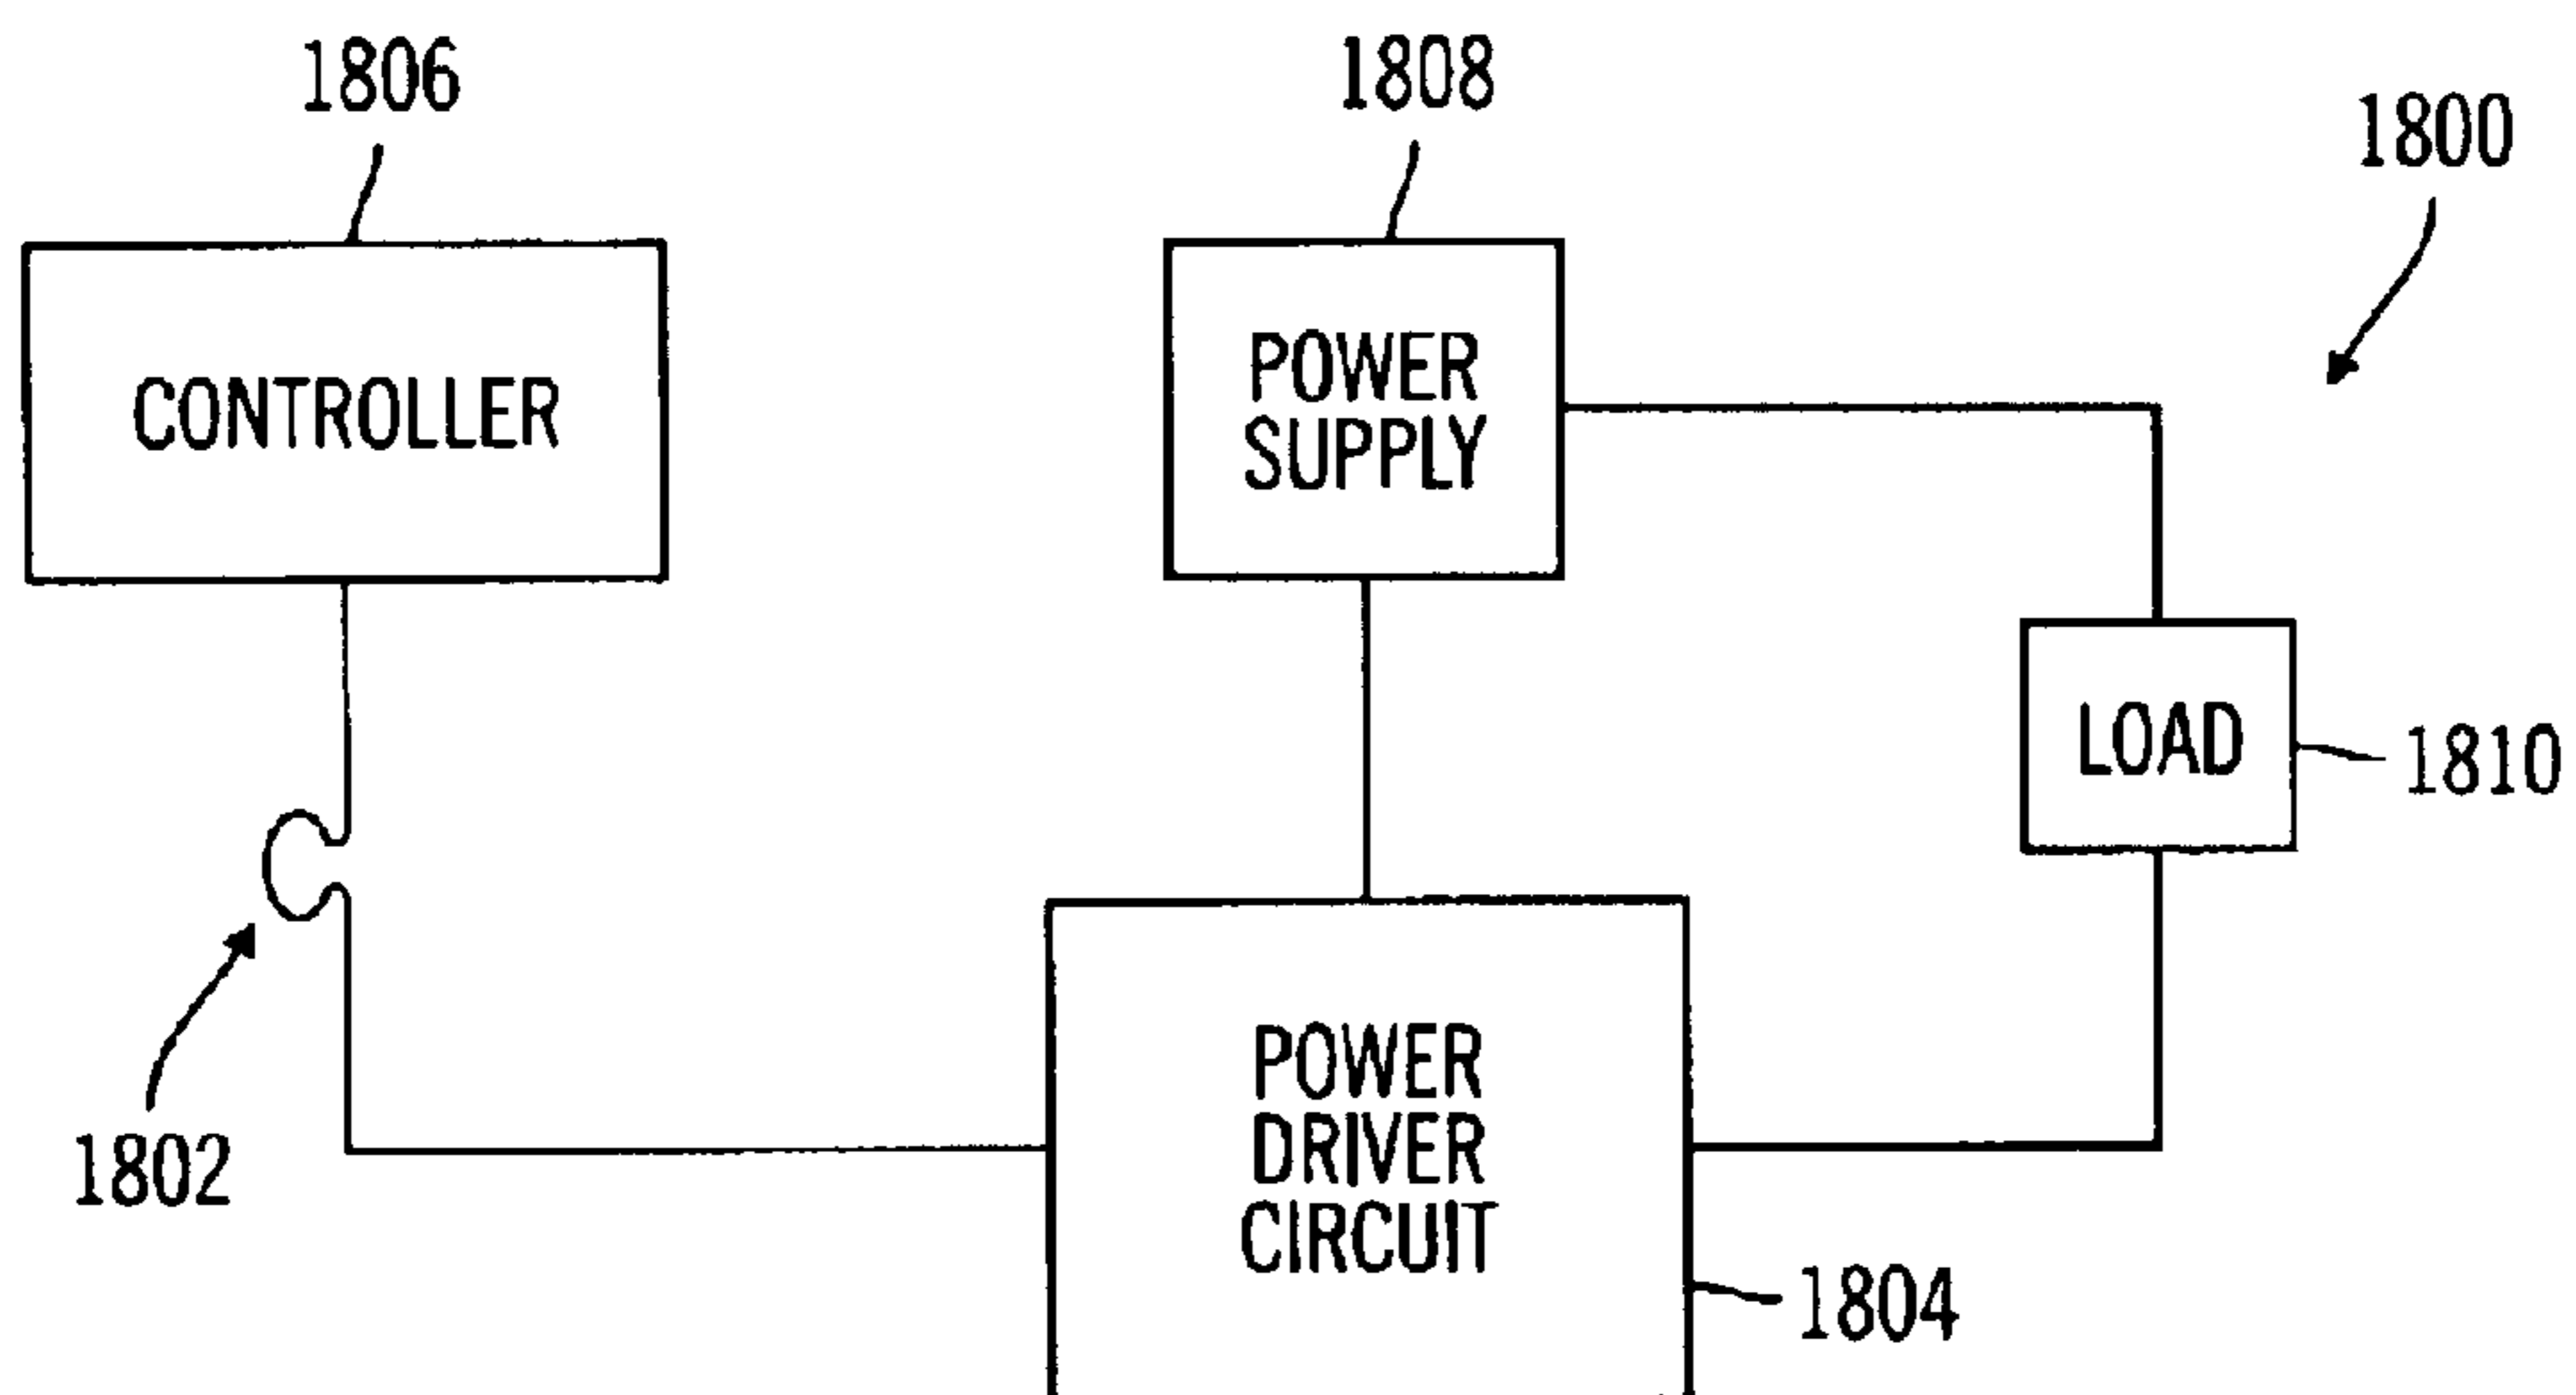 1806
1808
1800
CONTROLLER
POWER
SUPPLY
LOAD
1810
1802
POWER
DRIVER
CIRCUIT
1804